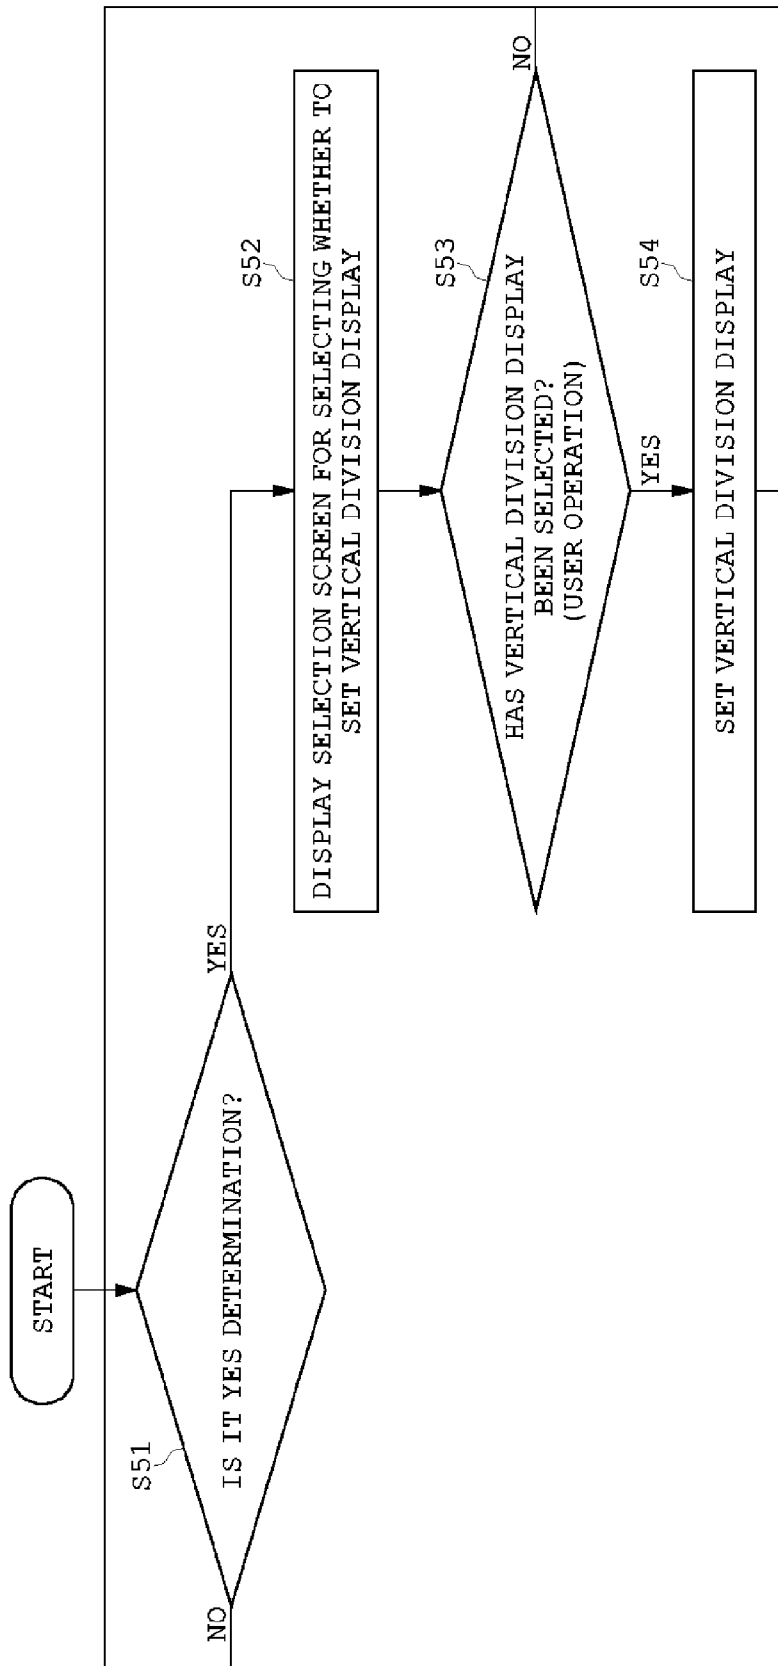 START
S51
IS IT YES DETERMINATION?
NO
YES
S52
DISPLAY SELECTION SCREEN FOR SELECTING WHETHER TO
SET VERTICAL DIVISION DISPLAY
S53
HAS VERTICAL DIVISION DISPLAY
BEEN SELECTED?
(USER OPERATION)
NO
YES
S54
SET VERTICAL DIVISION DISPLAY